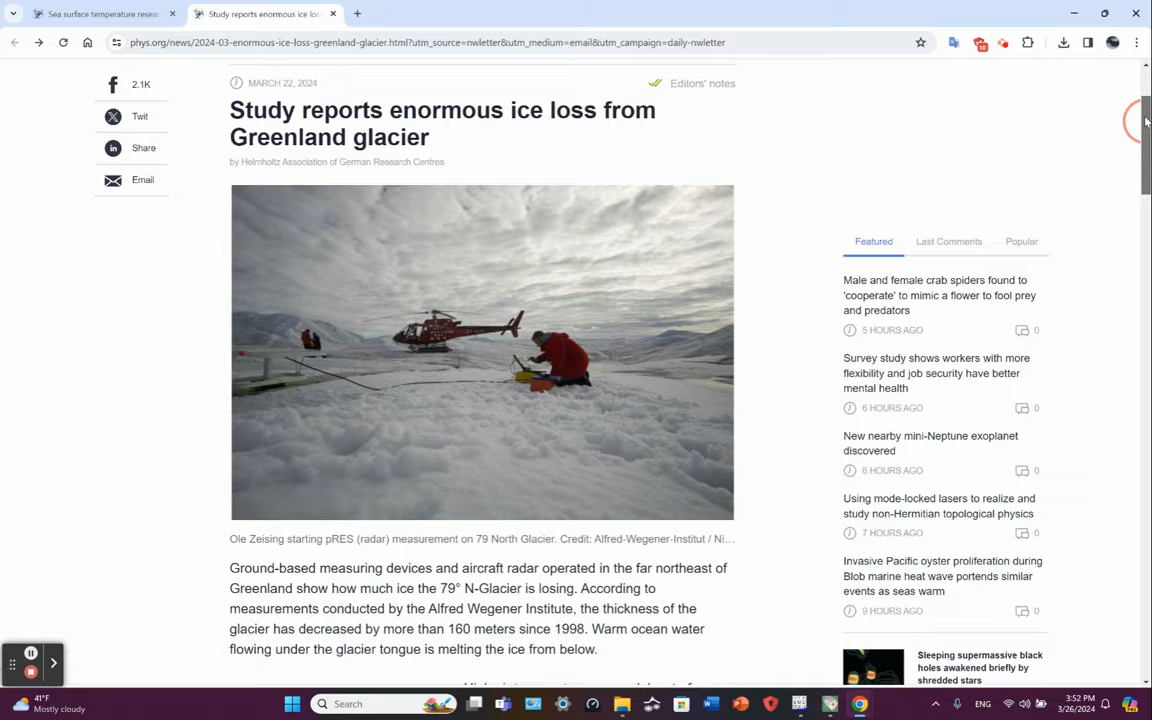 Sea surface temperature resear
Study reports enormous ice los
phys.org/news/2024-03-enormous-ice-loss-greenland-glacier.html?utm_source=nwletter&utm_medium=email&utm_campaign=daily-nwletter
10
2.1K
Twit
Share
Email
MARCH 22, 2024
Editors' notes
Study reports enormous ice loss from
Greenland glacier
by Helmholtz Association of German Research Centres
Ole Zeising starting pRES (radar) measurement on 79 North Glacier. Credit: Alfred-Wegener-Institut / Ni...
Ground-based measuring devices and aircraft radar operated in the far northeast of
Greenland show how much ice the 79° N-Glacier is losing. According to
measurements conducted by the Alfred Wegener Institute, the thickness of the
glacier has decreased by more than 160 meters since 1998. Warm ocean water
flowing under the glacier tongue is melting the ice from below.
Featured Last Comments Popular
Male and female crab spiders found to
'cooperate' to mimic a flower to fool prey
and predators
5 HOURS AGO 0
Survey study shows workers with more
flexibility and job security have better
mental health
6 HOURS AGO 0
New nearby mini-Neptune exoplanet
discovered
6 HOURS AGO 0
Using mode-locked lasers to realize and
study non-Hermitian topological physics
7 HOURS AGO 0
Invasive Pacific oyster proliferation during
Blob marine heat wave portends similar
events as seas warm
9 HOURS AGO 0
Sleeping supermassive black
holes awakened briefly by
shredded stars
41°F
Mostly cloudy
Search
ENG
3:52 PM
3/26/2024